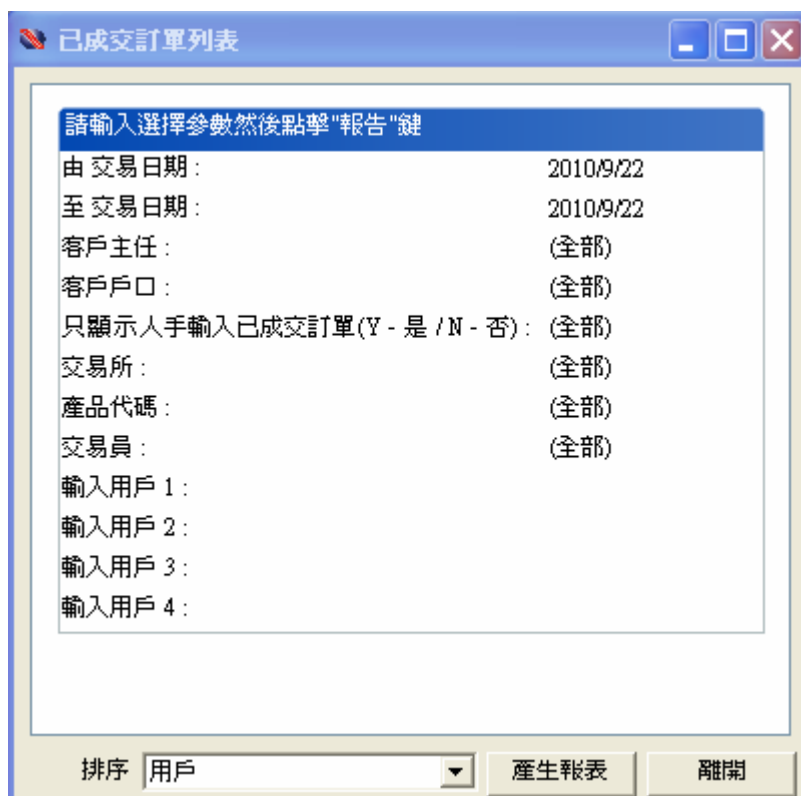 已成交訂單列表
請輸入選擇參數然後點擊"報告"鍵
由 交易日期 : 2010/9/22
至 交易日期 : 2010/9/22
客戶主任 : (全部)
客戶戶口 : (全部)
只顯示人手輸入已成交訂單(Y - 是 / N - 否) : (全部)
交易所 : (全部)
產品代碼 : (全部)
交易員 : (全部)
輸入用戶 1 :
輸入用戶 2 :
輸入用戶 3 :
輸入用戶 4 :
排序 用戶 產生報表 離開